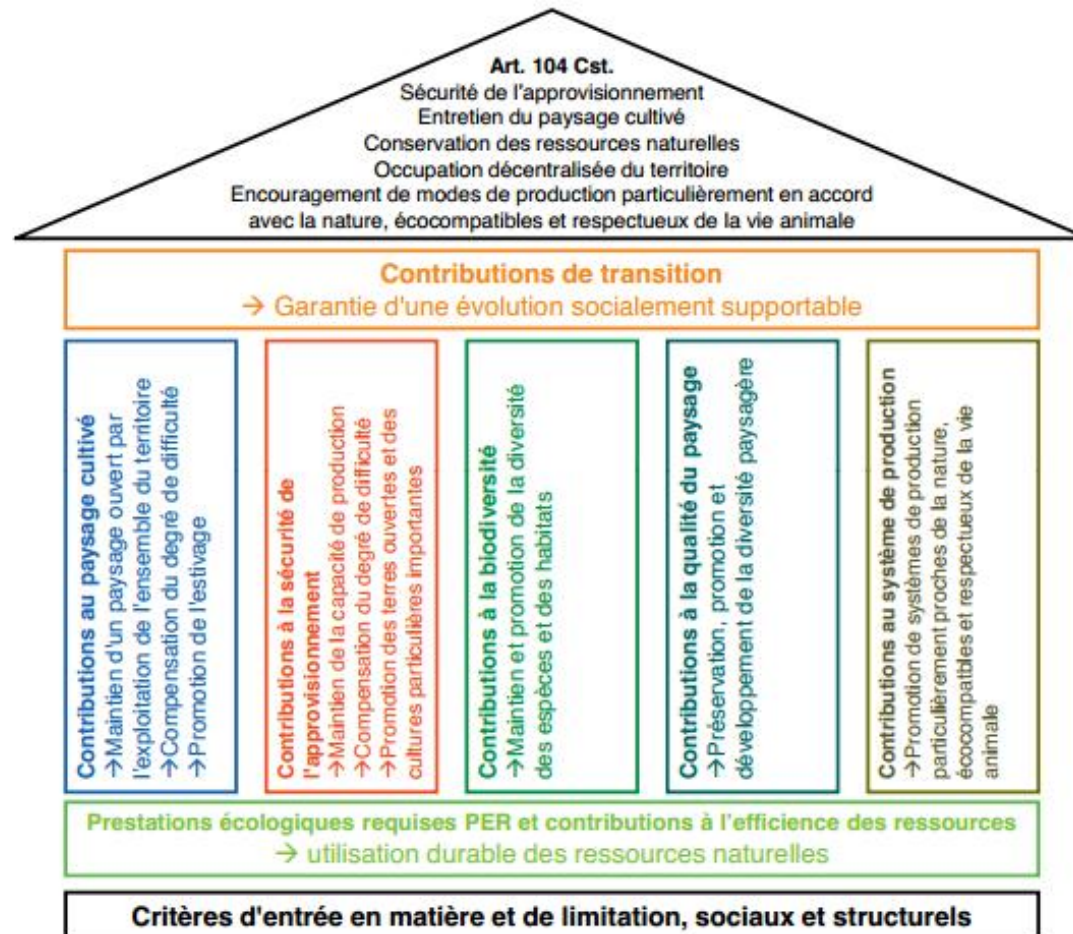 Art. 104 Cst.
Sécurité de l'approvisionnement
Entretien du paysage cultivé
Conservation des ressources naturelles
Occupation décentralisée du territoire
Encouragement de modes de production particulièrement en accord
avec la nature, écocompatibles et respectueux de la vie animale
Contributions de transition
→ Garantie d'une évolution socialement supportable
Contributions au paysage cultivé
→Maintien d'un paysage ouvert par
l'exploitation de l'ensemble du territoire
→Compensation du degré de difficulté
→Promotion de l'estivage
Contributions à la sécurité de
l'approvisionnement
→Maintien de la capacité de production
→Compensation du degré de difficulté
→Promotion des terres ouvertes et des
cultures particulières importantes
Contributions à la biodiversité
→Maintien et promotion de la diversité
des espèces et des habitats
Contributions à la qualité du paysage
→Préservation, promotion et
développement de la diversité paysagère
Contributions au système de production
→Promotion de systèmes de production
particulièrement proches de la nature,
écocompatibles et respectueux de la vie
animale
Prestations écologiques requises PER et contributions à l'efficience des ressources
→ utilisation durable des ressources naturelles
Critères d'entrée en matière et de limitation, sociaux et structurels